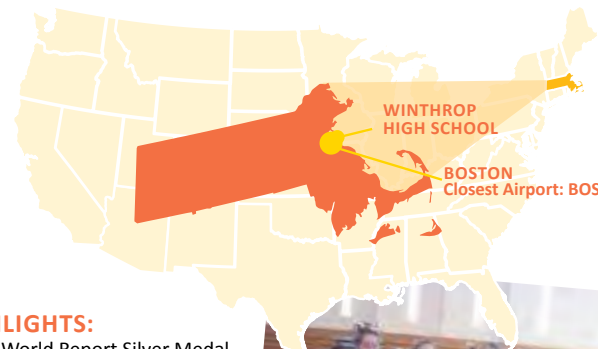 WINTHROP
HIGH SCHOOL
BOSTON
Closest Airport: BOS
LIGHTS:
World Report Silver Medal